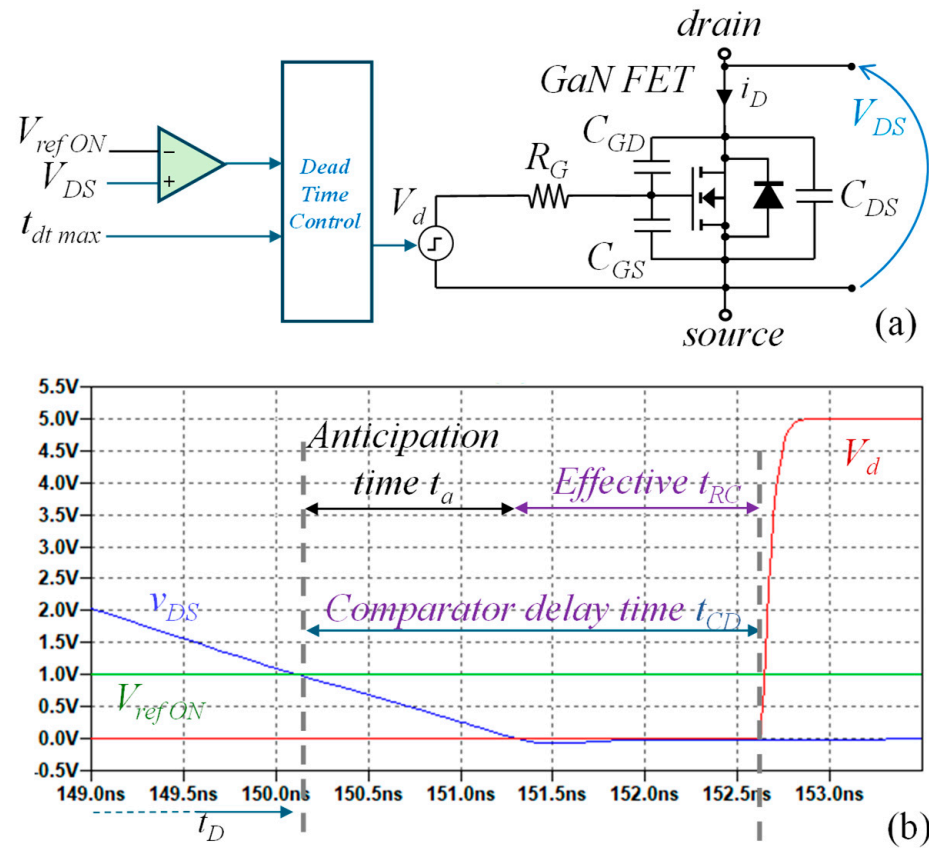 drain
GaN FET
i_D
V_DS
V_ref ON
−
V_DS
+
t_dt max
Dead
Time
Control
V_d
R_G
C_GD
C_GS
C_DS
source
(a)
5.5V
5.0V
4.5V
4.0V
3.5V
3.0V
2.5V
2.0V
1.5V
1.0V
0.5V
0.0V
-0.5V
Anticipation
time t_a
Effective t_RC
V_d
v_DS
Comparator delay time t_CD
V_ref ON
149.0ns 149.5ns 150.0ns 150.5ns 151.0ns 151.5ns 152.0ns 152.5ns 153.0ns
t_D
(b)